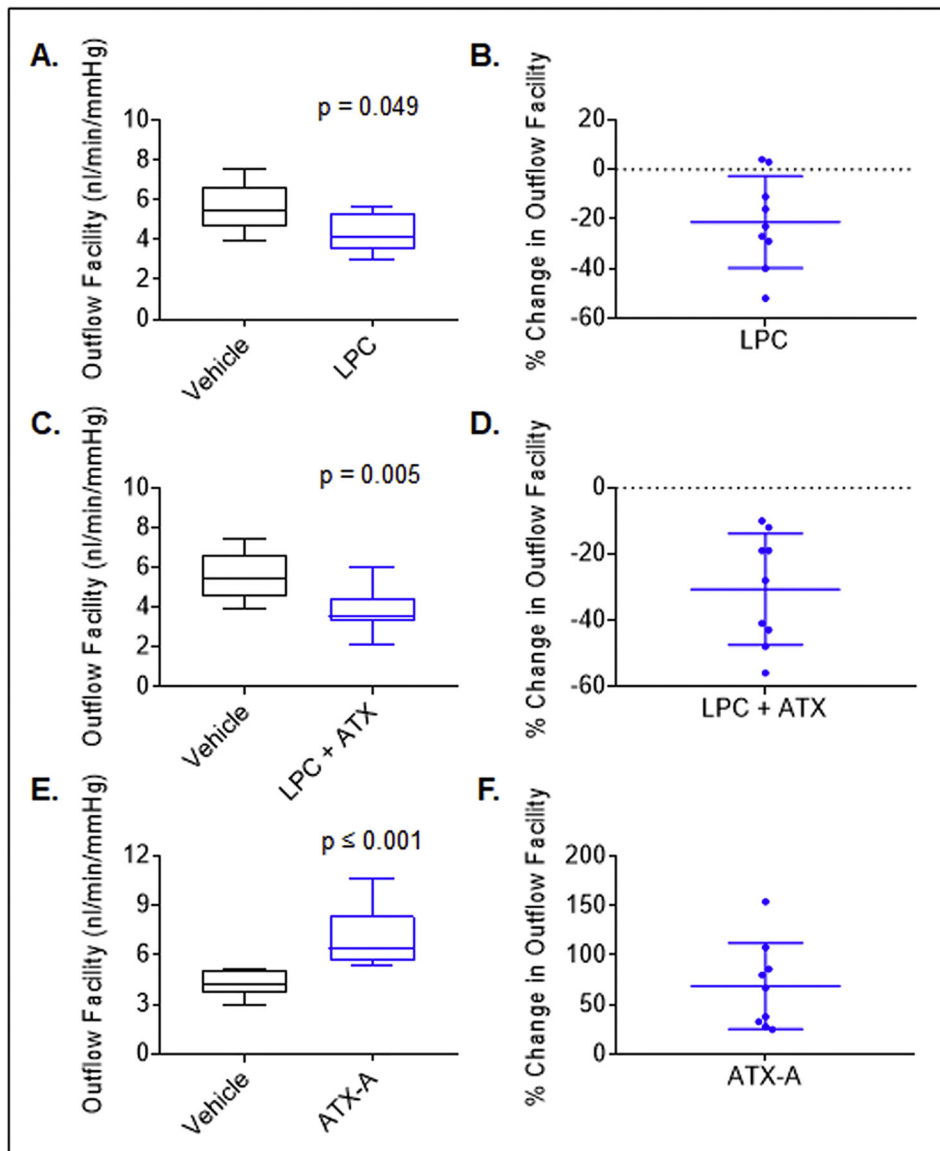 A.
Outflow Facility (nl/min/mmHg)
p = 0.049
10
8
6
4
2
0
Vehicle
LPC
B.
% Change in Outflow Facility
20
0
-20
-40
-60
LPC
C.
Outflow Facility (nl/min/mmHg)
p = 0.005
10
8
6
4
2
0
Vehicle
LPC + ATX
D.
% Change in Outflow Facility
0
-20
-40
-60
LPC + ATX
E.
Outflow Facility (nl/min/mmHg)
p ≤ 0.001
12
9
6
3
0
Vehicle
ATX-A
F.
% Change in Outflow Facility
200
150
100
50
0
ATX-A